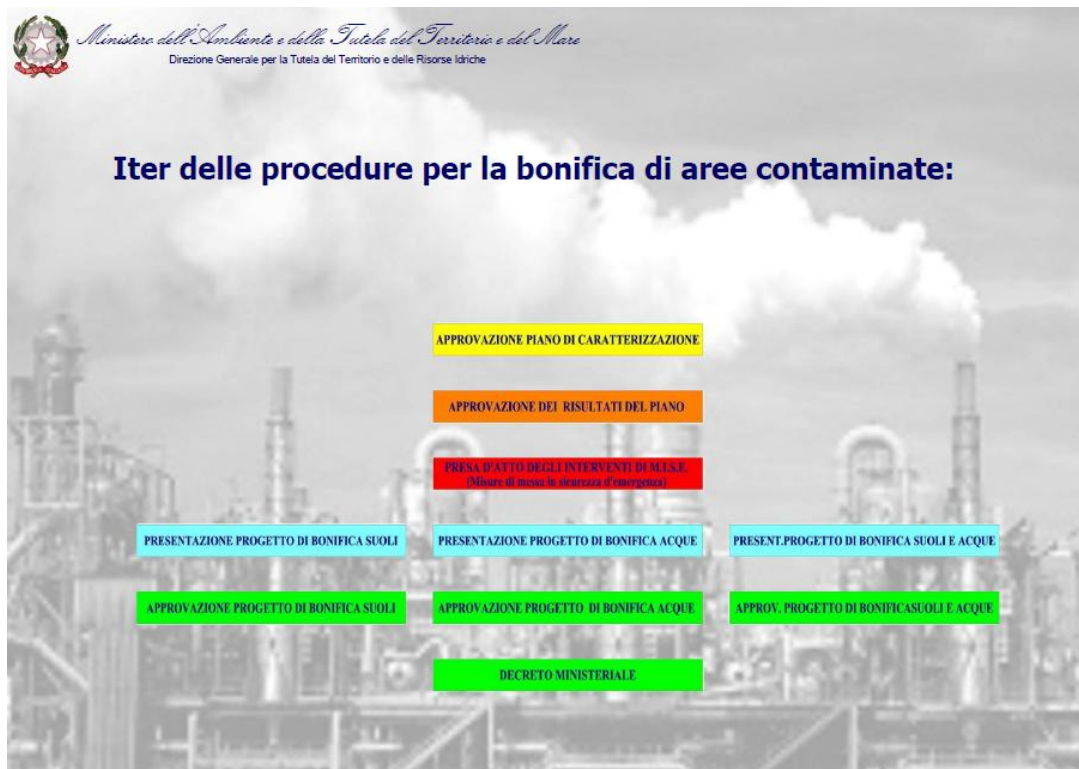 Ministero dell'Ambiente e della Tutela del Territorio e del Mare
Direzione Generale per la Tutela del Territorio e delle Risorse Idriche
Iter delle procedure per la bonifica di aree contaminate:
APPROVAZIONE PIANO DI CARATTERIZZAZIONE
APPROVAZIONE DEI RISULTATI DEL PIANO
PRESA D'ATTO DEGLI INTERVENTI DI M.I.S.E.
(Misure di messa in sicurezza d'emergenza)
PRESENTAZIONE PROGETTO DI BONIFICA SUOLI
PRESENTAZIONE PROGETTO DI BONIFICA ACQUE
PRESENT.PROGETTO DI BONIFICA SUOLI E ACQUE
APPROVAZIONE PROGETTO DI BONIFICA SUOLI
APPROVAZIONE PROGETTO DI BONIFICA ACQUE
APPROV. PROGETTO DI BONIFICASUOLI E ACQUE
DECRETO MINISTERIALE